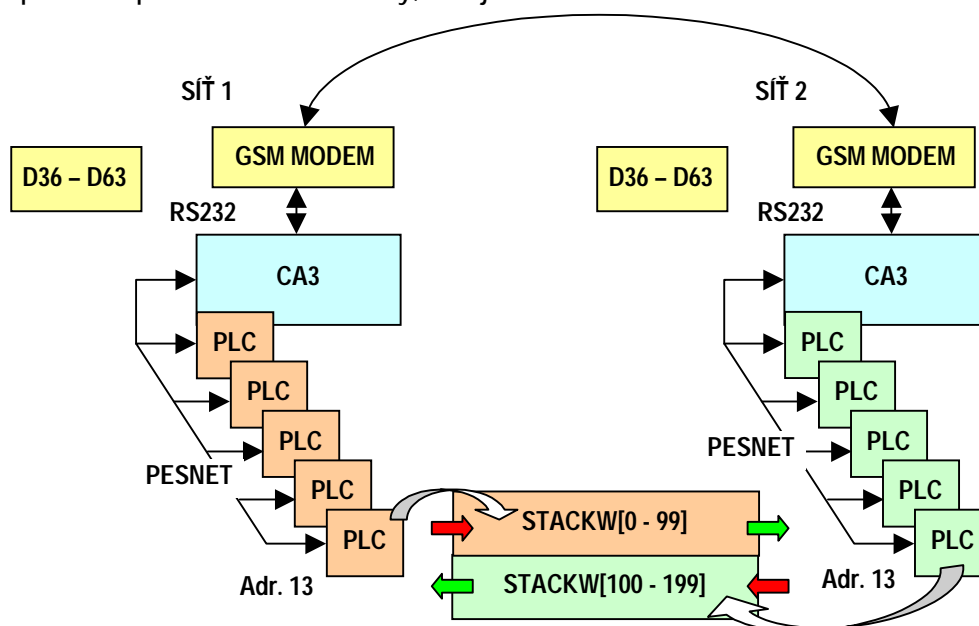 SÍŤ 1
SÍŤ 2
GSM MODEM
GSM MODEM
D36 – D63
D36 – D63
RS232
RS232
CA3
CA3
PLC
PLC
PLC
PLC
PLC
PLC
PLC
PLC
PESNET
PESNET
PLC
PLC
STACKW[0 - 99]
STACKW[100 - 199]
Adr. 13
Adr. 13